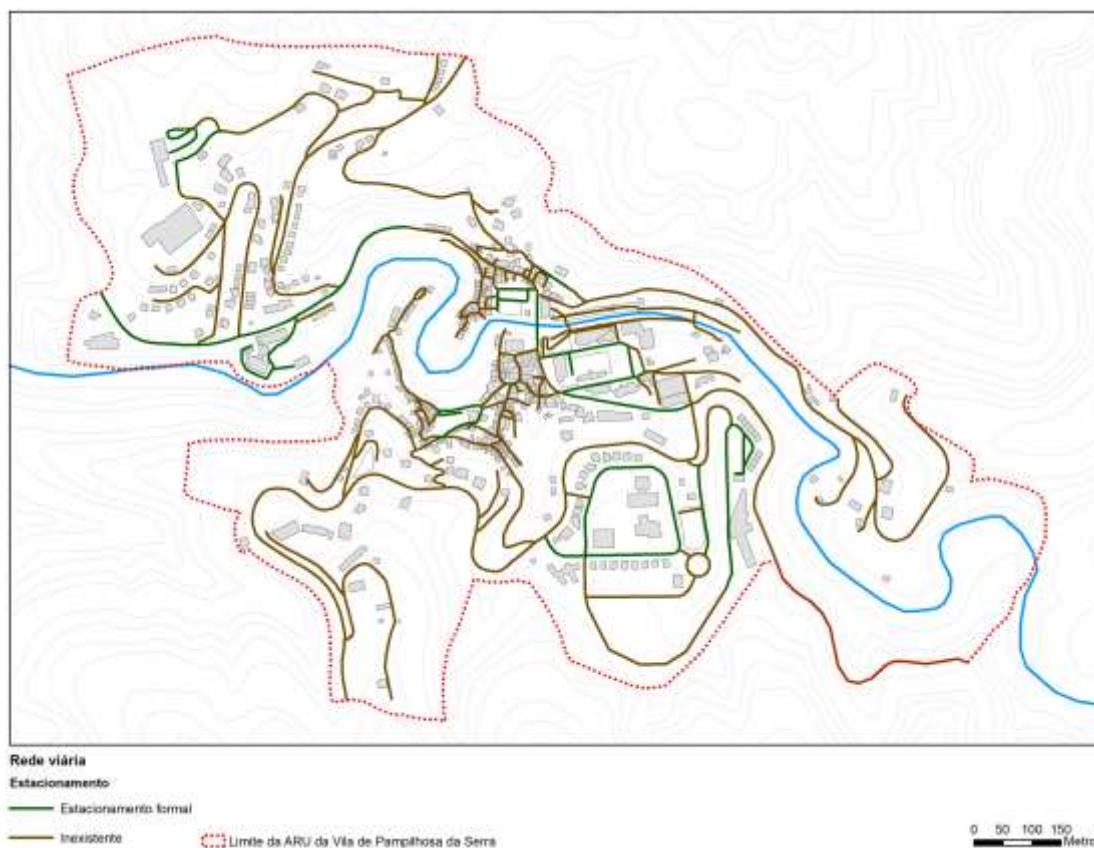 Rede viária
Estacionamento
Estacionamento formal
Inexistente
Limite da ARU da Vila de Pampilhosa da Serra
0 50 100 150
Metros